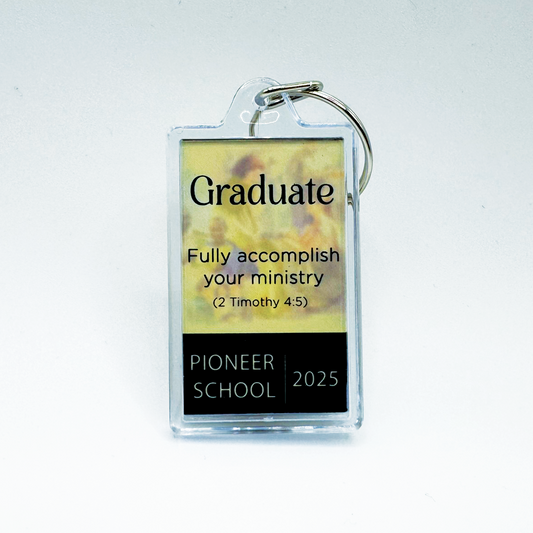 Graduate
Fully accomplish
your ministry
(2 Timothy 4:5)
PIONEER
SCHOOL
2025